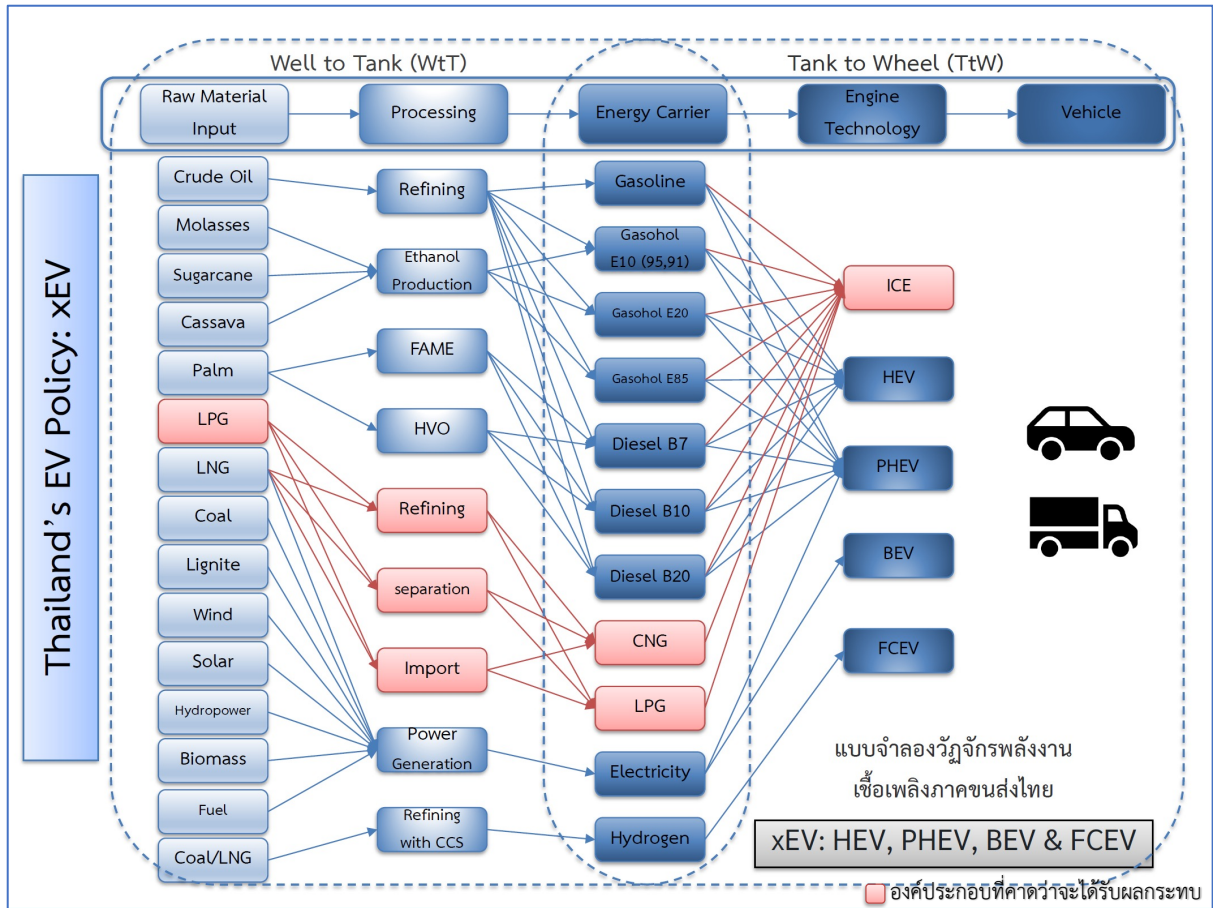 Well to Tank (WtT)
Tank to Wheel (TtW)
Raw Material
Input
Processing
Energy Carrier
Engine
Technology
Vehicle
Thailand's EV Policy: xEV
Crude Oil
Molasses
Sugarcane
Cassava
Palm
LPG
LNG
Coal
Lignite
Wind
Solar
Hydropower
Biomass
Fuel
Coal/LNG
Refining
Ethanol
Production
FAME
HVO
Refining
separation
Import
Power
Generation
Refining
with CCS
Gasoline
Gasohol
E10 (95,91)
Gasohol E20
Gasohol E85
Diesel B7
Diesel B10
Diesel B20
CNG
LPG
Electricity
Hydrogen
ICE
HEV
PHEV
BEV
FCEV
แบบจำลองวัฏจักรพลังงาน
เชื้อเพลิงภาคขนส่งไทย
xEV: HEV, PHEV, BEV & FCEV
องค์ประกอบที่คาดว่าจะได้รับผลกระทบ